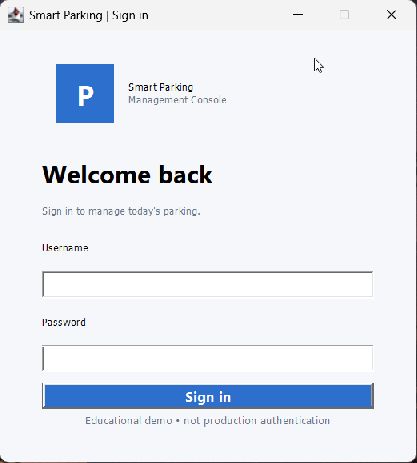 Smart Parking | Sign in
P
Smart Parking
Management Console
Welcome back
Sign in to manage today's parking.
Username
Password
Sign in
Educational demo • not production authentication